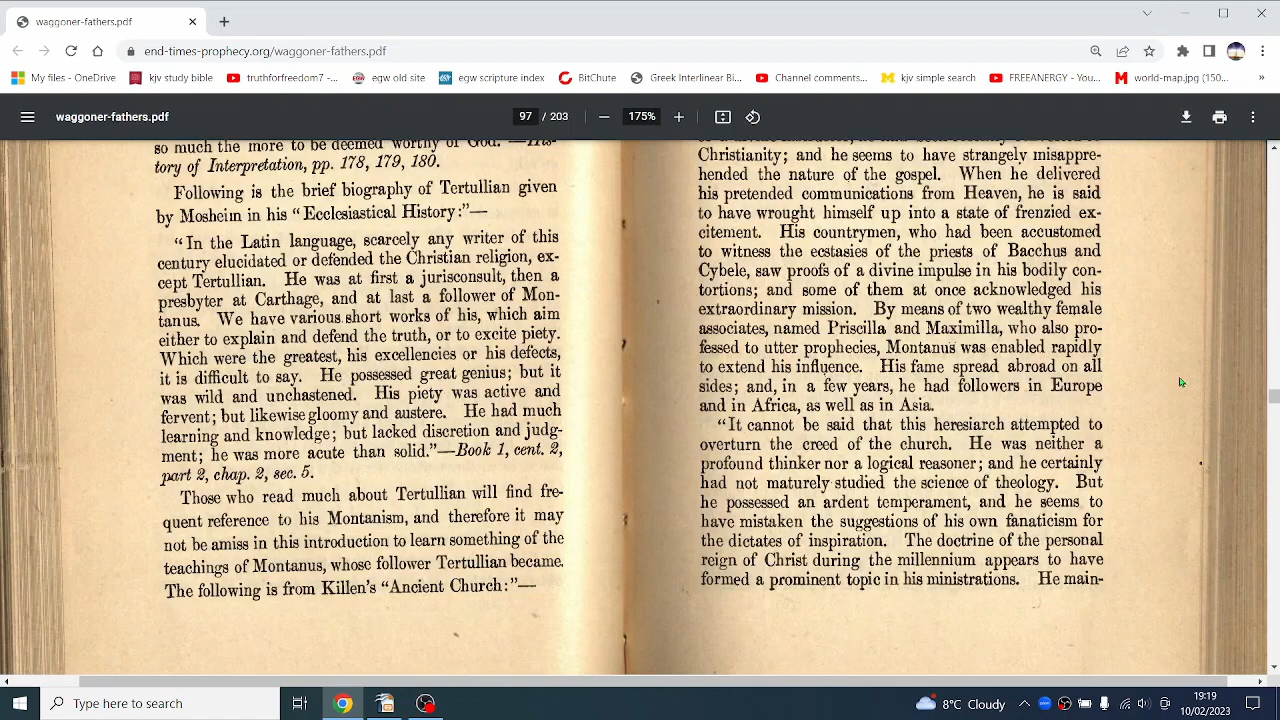 waggoner-fathers.pdf
end-times-prophecy.org/waggoner-fathers.pdf
My files - OneDrive
kjv study bible
truthforfreedom7 - ...
egw old site
egw scripture index
BitChute
Greek Interlinear Bi...
Channel comments...
kjv simple search
FREEANERGY - You...
world-map.jpg (150...
»
waggoner-fathers.pdf
97 / 203
175%
so much the more to be deemed worthy of God."—His-
tory of Interpretation, pp. 178, 179, 180.
Following is the brief biography of Tertullian given
by Mosheim in his "Ecclesiastical History:"—
"In the Latin language, scarcely any writer of this
century elucidated or defended the Christian religion, ex-
cept Tertullian. He was at first a jurisconsult, then a
presbyter at Carthage, and at last a follower of Mon-
tanus. We have various short works of his, which aim
either to explain and defend the truth, or to excite piety.
Which were the greatest, his excellencies or his defects,
it is difficult to say. He possessed great genius; but it
was wild and unchastened. His piety was active and
fervent; but likewise gloomy and austere. He had much
learning and knowledge; but lacked discretion and judg-
ment; he was more acute than solid."—Book 1, cent. 2,
part 2, chap. 2, sec. 5.
Those who read much about Tertullian will find fre-
quent reference to his Montanism, and therefore it may
not be amiss in this introduction to learn something of the
teachings of Montanus, whose follower Tertullian became.
The following is from Killen's "Ancient Church:"—
Christianity; and he seems to have strangely misappre-
hended the nature of the gospel. When he delivered
his pretended communications from Heaven, he is said
to have wrought himself up into a state of frenzied ex-
citement. His countrymen, who had been accustomed
to witness the ecstasies of the priests of Bacchus and
Cybele, saw proofs of a divine impulse in his bodily con-
tortions; and some of them at once acknowledged his
extraordinary mission. By means of two wealthy female
associates, named Priscilla and Maximilla, who also pro-
fessed to utter prophecies, Montanus was enabled rapidly
to extend his influence. His fame spread abroad on all
sides; and, in a few years, he had followers in Europe
and in Africa, as well as in Asia.
"It cannot be said that this heresiarch attempted to
overturn the creed of the church. He was neither a
profound thinker nor a logical reasoner; and he certainly
had not maturely studied the science of theology. But
he possessed an ardent temperament, and he seems to
have mistaken the suggestions of his own fanaticism for
the dictates of inspiration. The doctrine of the personal
reign of Christ during the millennium appears to have
formed a prominent topic in his ministrations. He main-
Type here to search
8°C Cloudy
19:19
10/02/2023